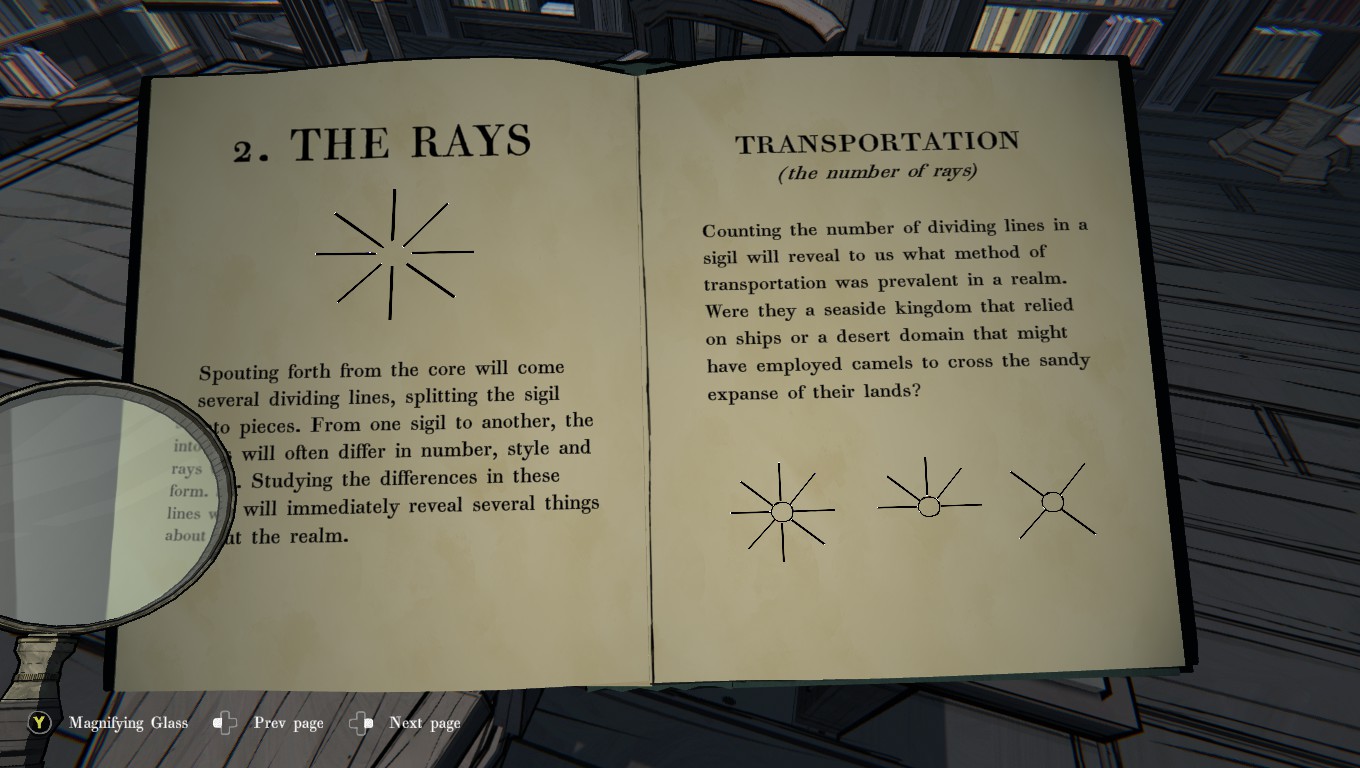 2. THE RAYS
Spouting forth from the core will come
several dividing lines, splitting the sigil
into pieces. From one sigil to another, the
rays will often differ in number, style and
form. Studying the differences in these
lines will immediately reveal several things
about the realm.
TRANSPORTATION
(the number of rays)
Counting the number of dividing lines in a
sigil will reveal to us what method of
transportation was prevalent in a realm.
Were they a seaside kingdom that relied
on ships or a desert domain that might
have employed camels to cross the sandy
expanse of their lands?
Y Magnifying Glass Prev page Next page